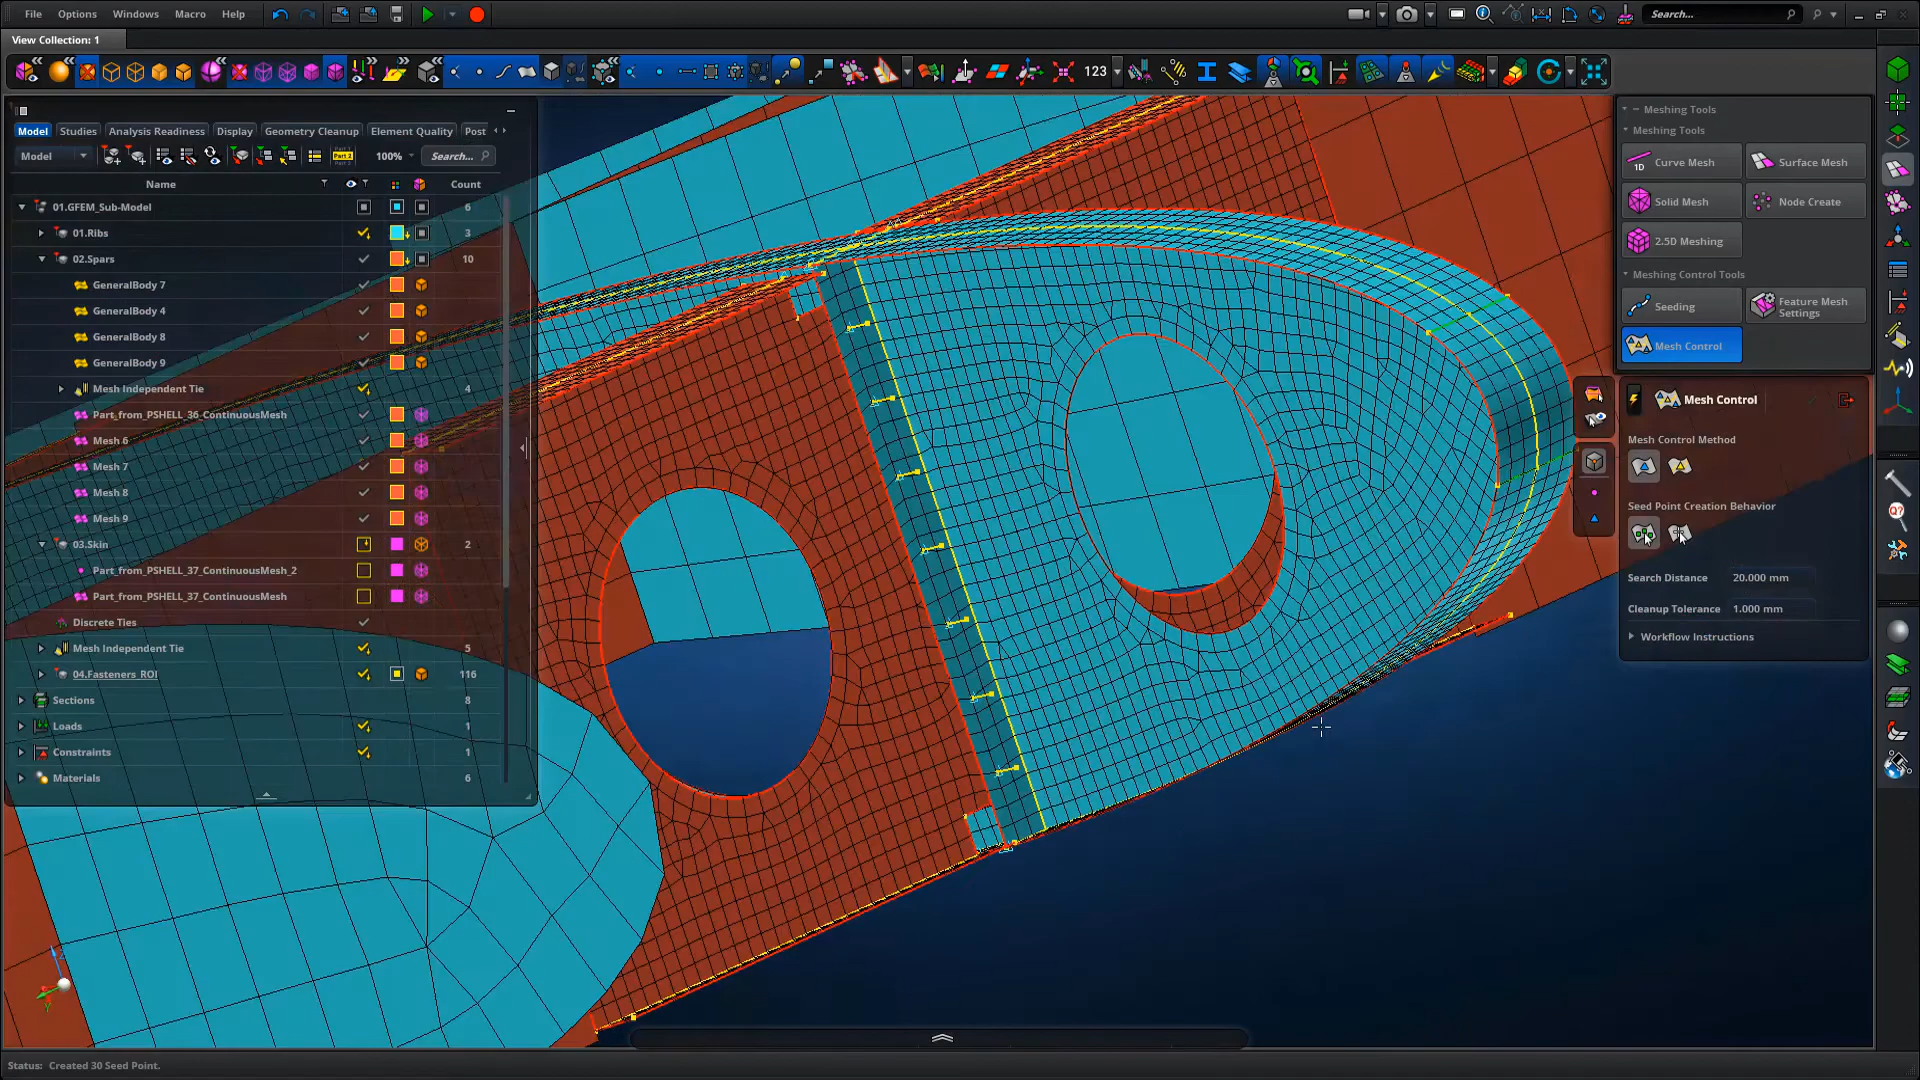 File Options Windows Macro Help
Search...
View Collection: 1
123
Model Studies Analysis Readiness Display Geometry Cleanup Element Quality Post
Model 100% Search...
Name Count
01.GFEM_Sub-Model 6
01.Ribs 3
02.Spars 10
GeneralBody 7
GeneralBody 4
GeneralBody 8
GeneralBody 9
Mesh Independent Tie 4
Part_from_PSHELL_36_ContinuousMesh
Mesh 6
Mesh 7
Mesh 8
Mesh 9
03.Skin 2
Part_from_PSHELL_37_ContinuousMesh_2
Part_from_PSHELL_37_ContinuousMesh
Discrete Ties
Mesh Independent Tie 5
04.Fasteners_ROI 116
Sections 8
Loads 1
Constraints 1
Materials 6
Meshing Tools
Meshing Tools
1D Curve Mesh Surface Mesh
Solid Mesh Node Create
2.5D Meshing
Meshing Control Tools
Seeding Feature Mesh Settings
Mesh Control
Mesh Control
Mesh Control Method
Seed Point Creation Behavior
Search Distance 20.000 mm
Cleanup Tolerance 1.000 mm
Workflow Instructions
Status: Created 30 Seed Point.